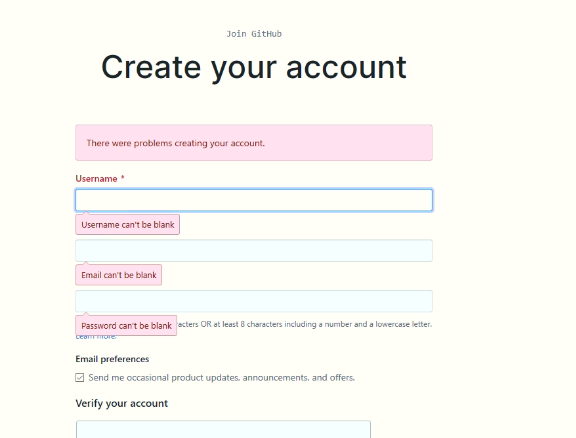 Join GitHub
Create your account
There were problems creating your account.
Username *
Username can't be blank
Email can't be blank
Password can't be blank
acters OR at least 8 characters including a number and a lowercase letter.
Learn more.
Email preferences
Send me occasional product updates, announcements, and offers.
Verify your account